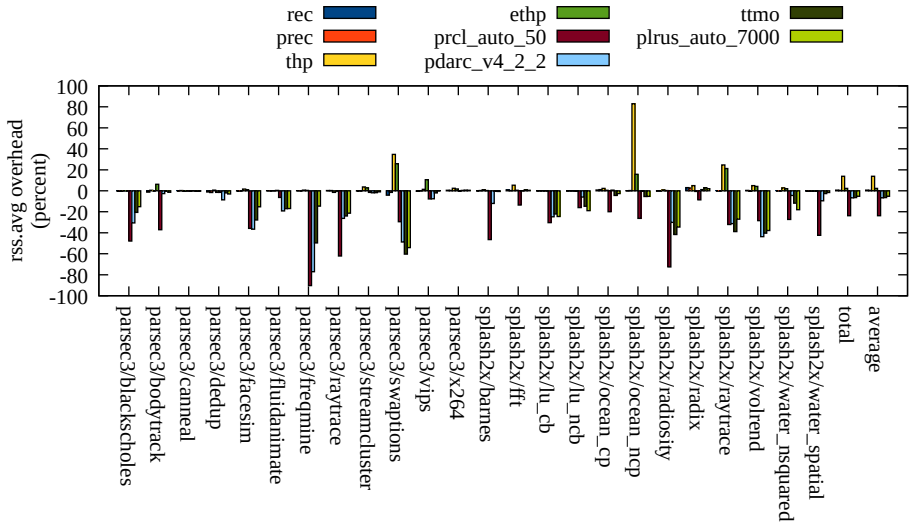 rec
prec
thp
ethp
prcl_auto_50
pdarc_v4_2_2
ttmo
plrus_auto_7000
rss.avg overhead
(percent)
100
80
60
40
20
0
-20
-40
-60
-80
-100
parsec3/blackscholes
parsec3/bodytrack
parsec3/canneal
parsec3/dedup
parsec3/facesim
parsec3/fluidanimate
parsec3/freqmine
parsec3/raytrace
parsec3/streamcluster
parsec3/swaptions
parsec3/vips
parsec3/x264
splash2x/barnes
splash2x/fft
splash2x/lu_cb
splash2x/lu_ncb
splash2x/ocean_cp
splash2x/ocean_ncp
splash2x/radiosity
splash2x/radix
splash2x/raytrace
splash2x/volrend
splash2x/water_nsquared
splash2x/water_spatial
total
average